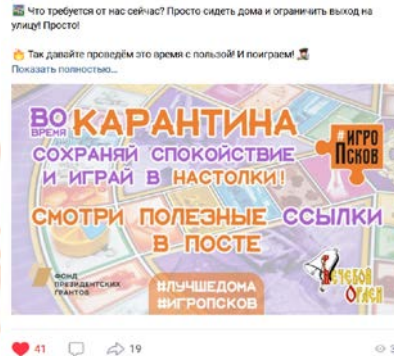 Что требуется от нас сейчас? Просто сидеть дома и ограничить выход на
улицу! Просто!
Так давайте проведём это время с пользой! И поиграем!
Показать полностью...
ВО
ВРЕМЯ
КАРАНТИНА
СОХРАНЯЙ СПОКОЙСТВИЕ
И ИГРАЙ В НАСТОЛКИ!
#ИГРО
ПСКОВ
СМОТРИ ПОЛЕЗНЫЕ ССЫЛКИ
В ПОСТЕ
ФОНД
ПРЕЗИДЕНТСКИХ
ГРАНТОВ
#ЛУЧШЕДОМА
#ИГРОПСКОВ
ВЕЧЕВОЙ
ОРДЕН
41
19